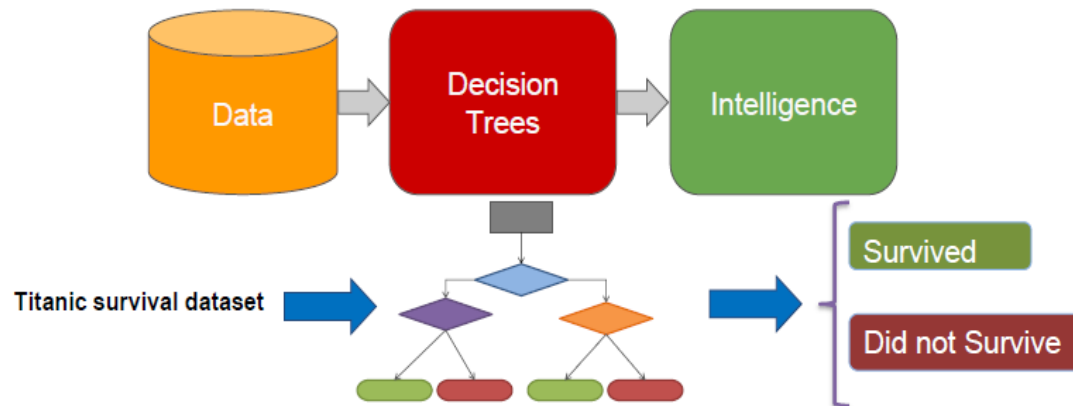 Data
Decision
Trees
Intelligence
Titanic survival dataset
Survived
Did not Survive